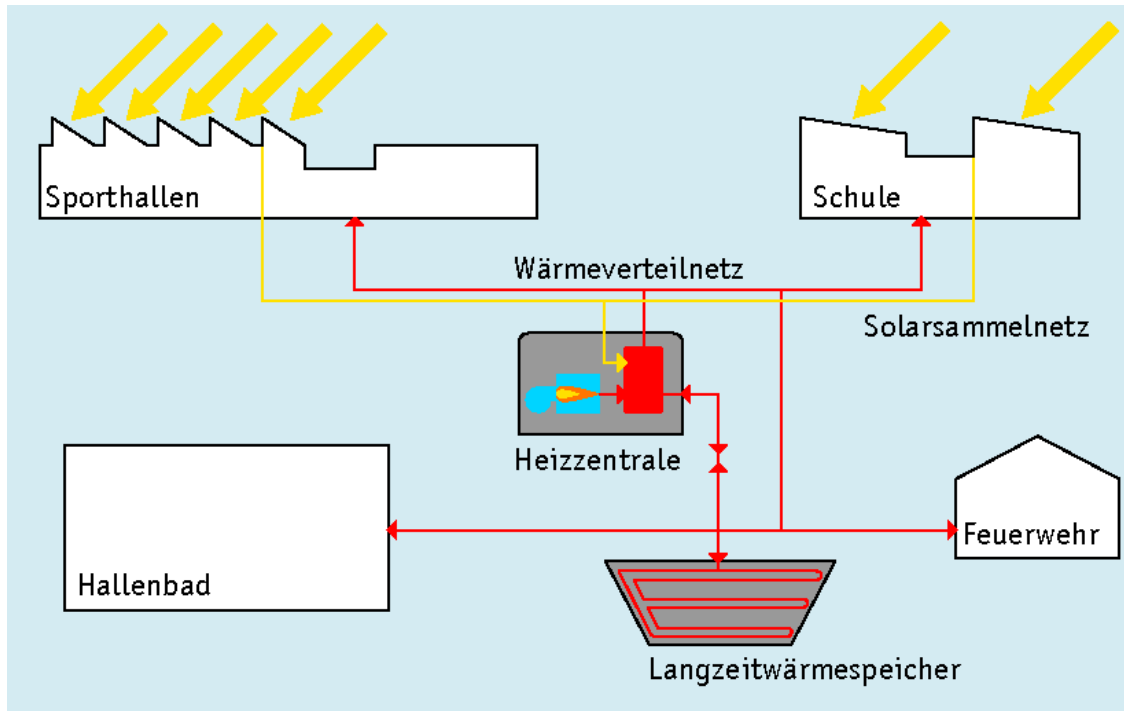 Sporthallen
Schule
Wärmeverteilnetz
Solarsammelnetz
Heizzentrale
Feuerwehr
Hallenbad
Langzeitwärmespeicher